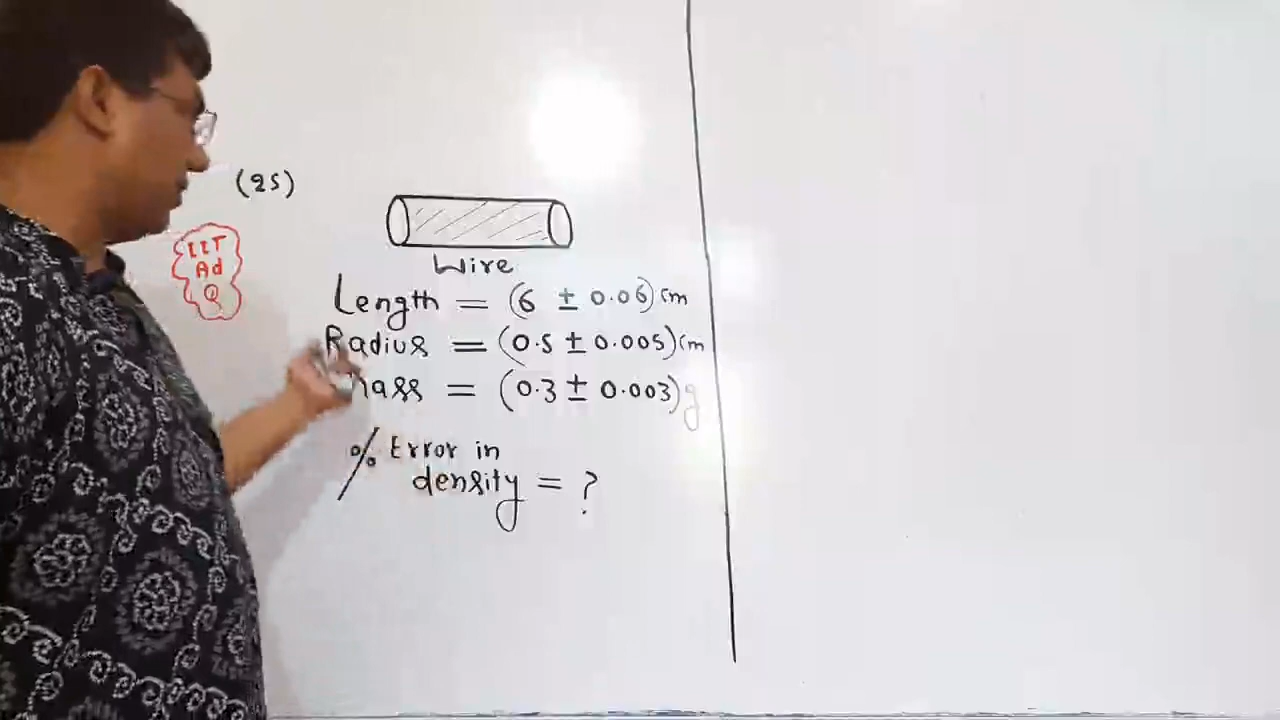 (25)
IIT
Ad
Q
Wire
Length = (6 ± 0.06) cm
Radius = (0.5 ± 0.005) cm
Mass = (0.3 ± 0.003) g
% Error in
density = ?